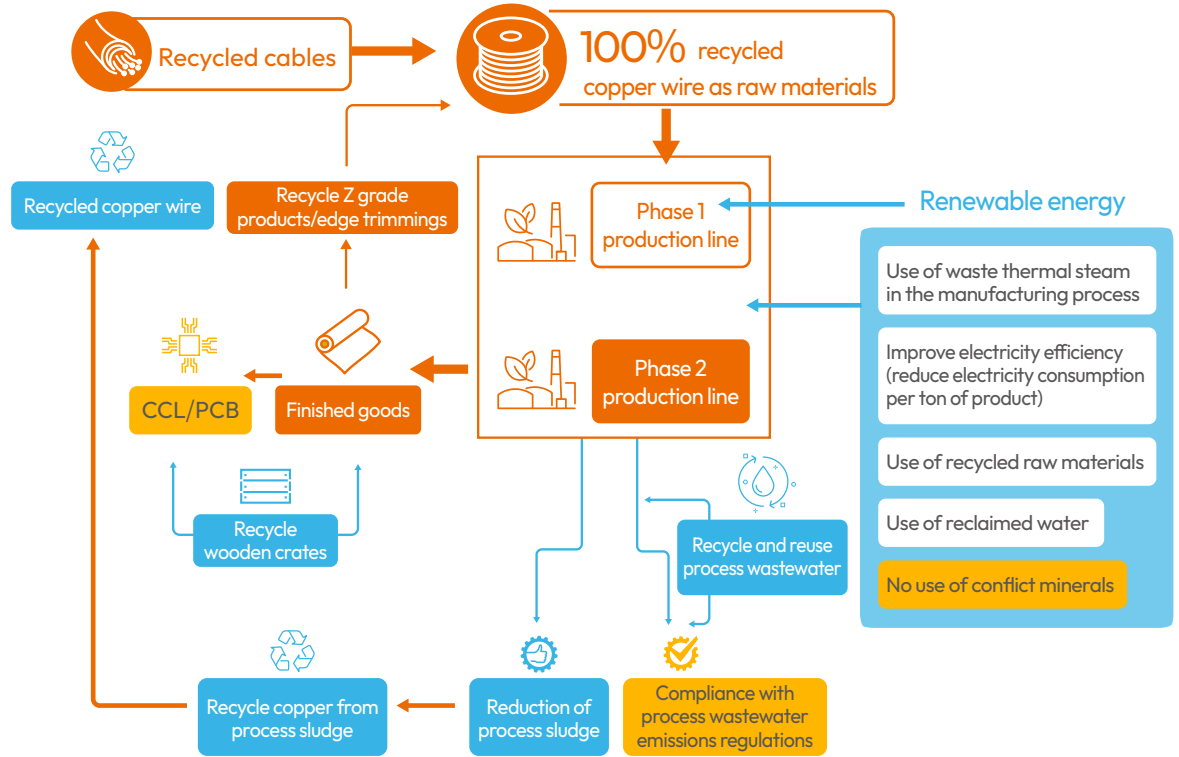 Recycled cables
100% recycled
copper wire as raw materials
Recycled copper wire
Recycle Z grade
products/edge trimmings
Phase 1
production line
Renewable energy
Use of waste thermal steam
in the manufacturing process
Improve electricity efficiency
(reduce electricity consumption
per ton of product)
Use of recycled raw materials
Use of reclaimed water
No use of conflict minerals
Phase 2
production line
CCL/PCB
Finished goods
Recycle
wooden crates
Recycle and reuse
process wastewater
Recycle copper from
process sludge
Reduction of
process sludge
Compliance with
process wastewater
emissions regulations